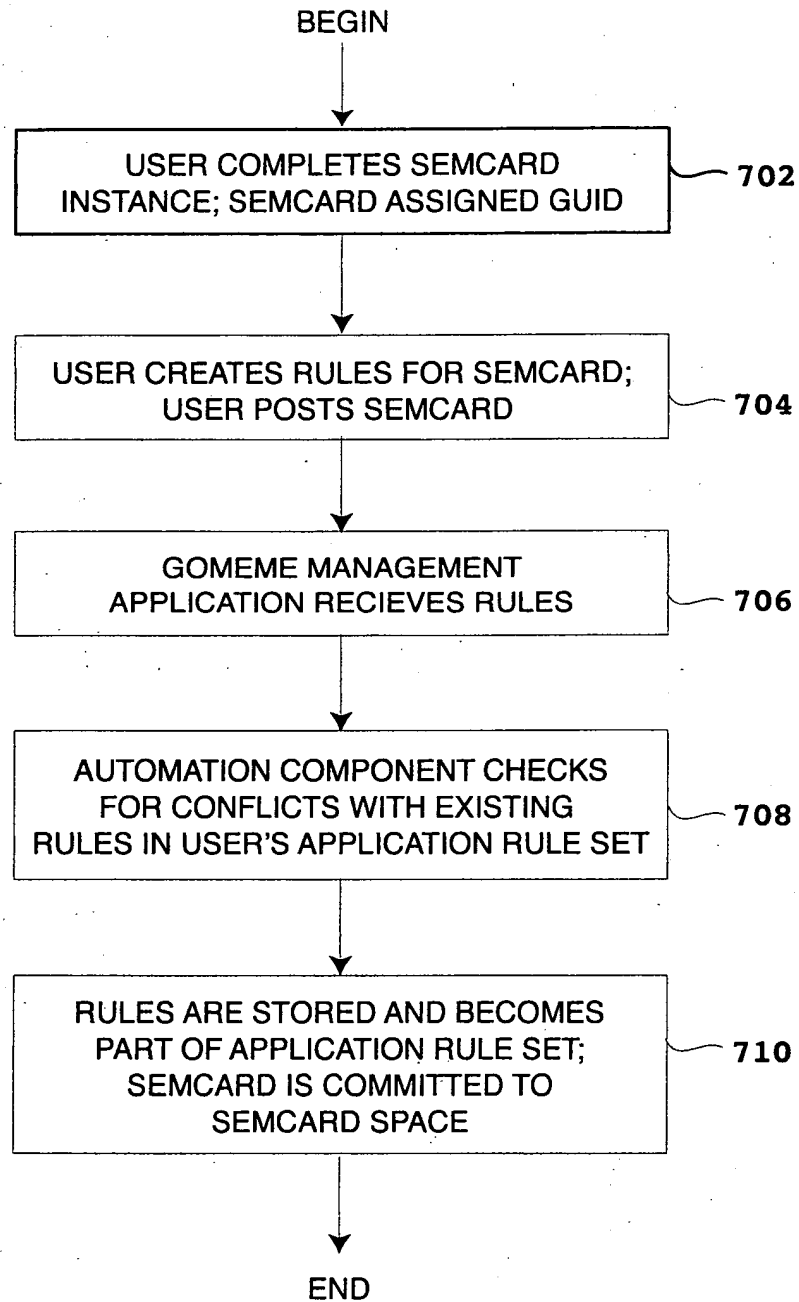 BEGIN
USER COMPLETES SEMCARD
INSTANCE; SEMCARD ASSIGNED GUID
702
USER CREATES RULES FOR SEMCARD;
USER POSTS SEMCARD
704
GOMEME MANAGEMENT
APPLICATION RECIEVES RULES
706
AUTOMATION COMPONENT CHECKS
FOR CONFLICTS WITH EXISTING
RULES IN USER'S APPLICATION RULE SET
708
RULES ARE STORED AND BECOMES
PART OF APPLICATION RULE SET;
SEMCARD IS COMMITTED TO
SEMCARD SPACE
710
END